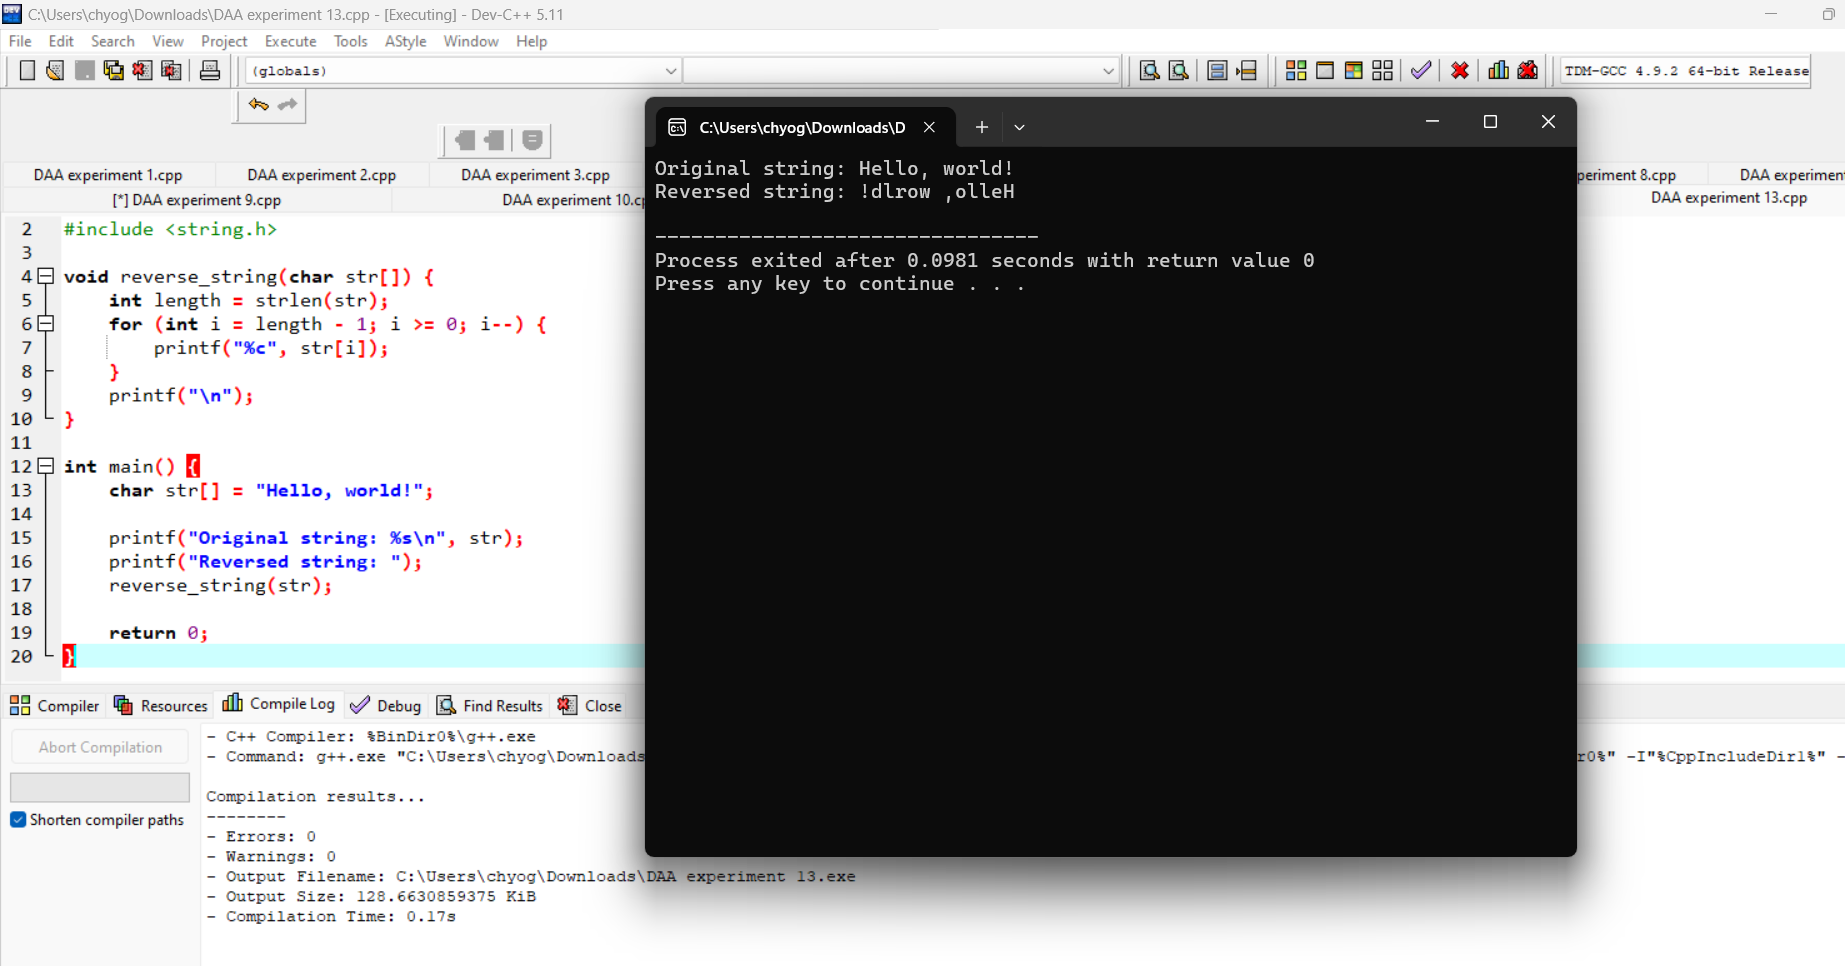 C:\Users\chyog\Downloads\DAA experiment 13.cpp - [Executing] - Dev-C++ 5.11
File Edit Search View Project Execute Tools AStyle Window Help
(globals)
TDM-GCC 4.9.2 64-bit Release
DAA experiment 1.cpp DAA experiment 2.cpp DAA experiment 3.cpp periment 8.cpp DAA experimen
[*] DAA experiment 9.cpp DAA experiment 10.c DAA experiment 13.cpp
2 #include <string.h>
3
4 void reverse_string(char str[]) {
5 int length = strlen(str);
6 for (int i = length - 1; i >= 0; i--) {
7 printf("%c", str[i]);
8 }
9 printf("\n");
10 }
11
12 int main() {
13 char str[] = "Hello, world!";
14
15 printf("Original string: %s\n", str);
16 printf("Reversed string: ");
17 reverse_string(str);
18
19 return 0;
20 }
C:\Users\chyog\Downloads\D
Original string: Hello, world!
Reversed string: !dlrow ,olleH
--------------------------------
Process exited after 0.0981 seconds with return value 0
Press any key to continue . . .
Compiler Resources Compile Log Debug Find Results Close
Abort Compilation
Shorten compiler paths
- C++ Compiler: %BinDir0%\g++.exe
- Command: g++.exe "C:\Users\chyog\Downloads r0%" -I"%CppIncludeDir1%" -
Compilation results...
--------
- Errors: 0
- Warnings: 0
- Output Filename: C:\Users\chyog\Downloads\DAA experiment 13.exe
- Output Size: 128.6630859375 KiB
- Compilation Time: 0.17s